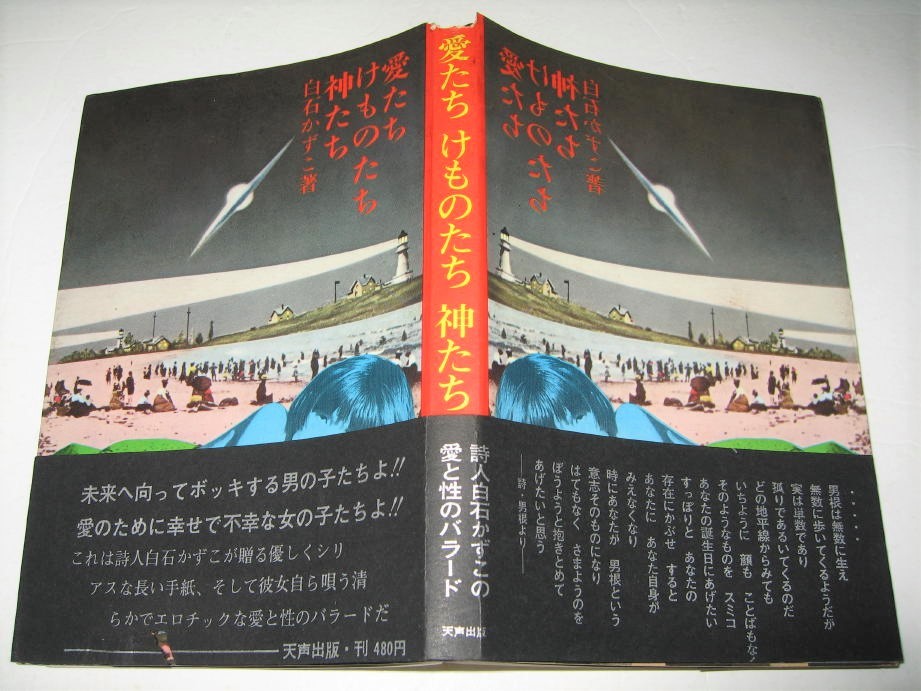 愛たち
けものたち
神たち
白石かずこ著
未来へ向ってボッキする男の子たちよ!!
愛のために幸せで不幸な女の子たちよ!!
これは詩人白石かずこが贈る優しくシリ
アスな長い手紙、そして彼女自ら唄う清
らかでエロチックな愛と性のバラードだ
天声出版・刊 480円
愛たち けものたち 神たち
詩人白石かずこの
愛と性のバラード
天声出版
愛たち
けものたち
神たち
白石かずこ著
・・・・・
男根は無数に生え
無数に歩いてくるようだが
実は単数であり
孤りであるいてくるのだ
どの地平線からみても
いちように 顔も ことばもなく
そのようなものを スミコ
あなたの誕生日にあげたい
すっぽりと あなたの
存在にかぶせ すると
あなたに あなた自身が
みえなくなり
時にあなたが 男根という
意志そのものになり
はてもなく さまようのを
ぼうようと抱きとめて
あげたいと思う
——詩・男根より——